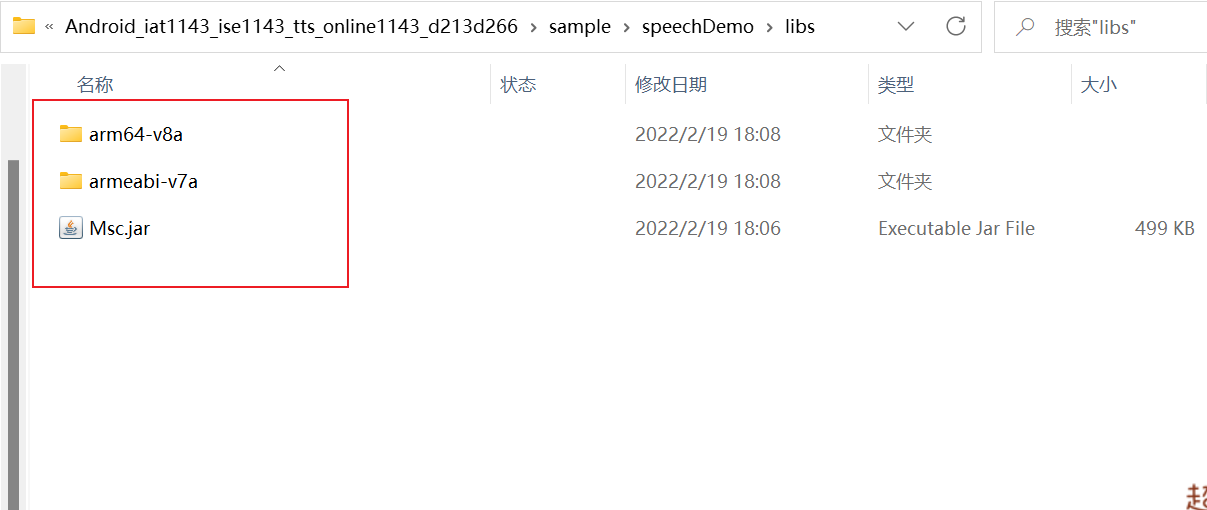 « Android_iat1143_ise1143_tts_online1143_d213d266 › sample › speechDemo › libs 搜索"libs"
名称 状态 修改日期 类型 大小
arm64-v8a 2022/2/19 18:08 文件夹
armeabi-v7a 2022/2/19 18:08 文件夹
Msc.jar 2022/2/19 18:06 Executable Jar File 499 KB